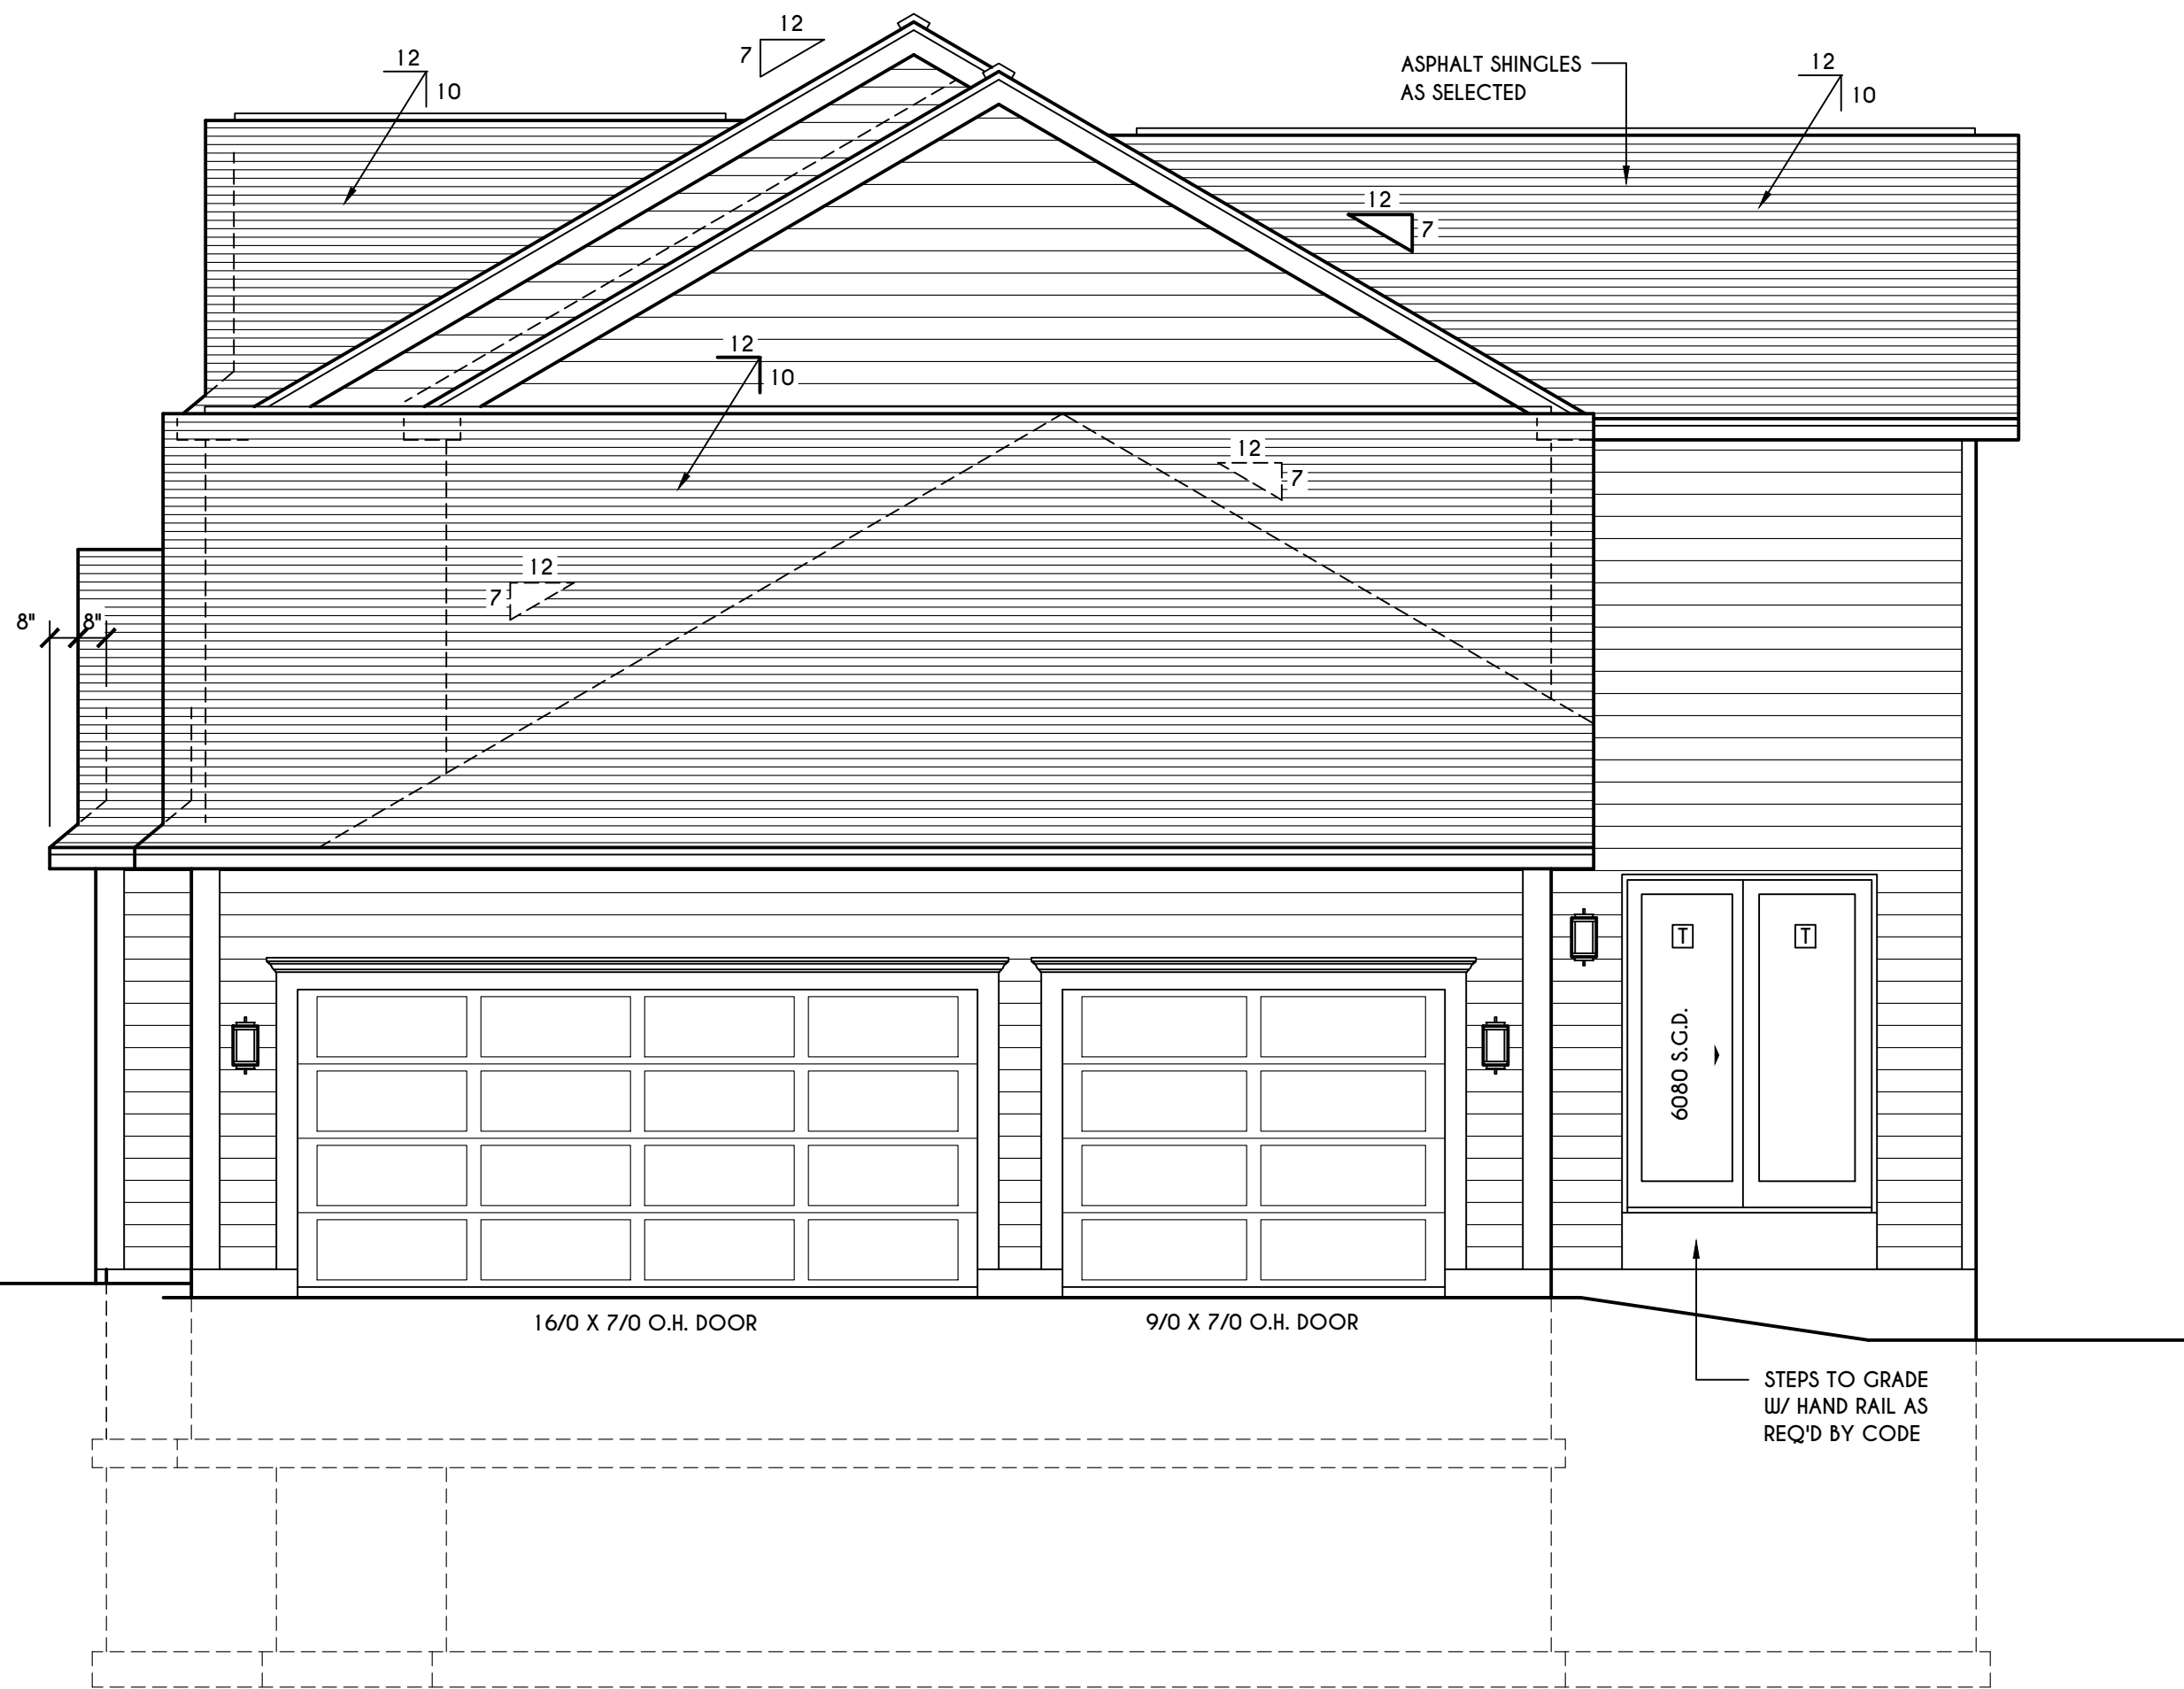 12
7
12
10
ASPHALT SHINGLES
AS SELECTED
12
10
12
7
12
10
12
7
12
7
8"
8"
T
T
6080 S.G.D.
16/0 X 7/0 O.H. DOOR
9/0 X 7/0 O.H. DOOR
STEPS TO GRADE
W/ HAND RAIL AS
REQ'D BY CODE